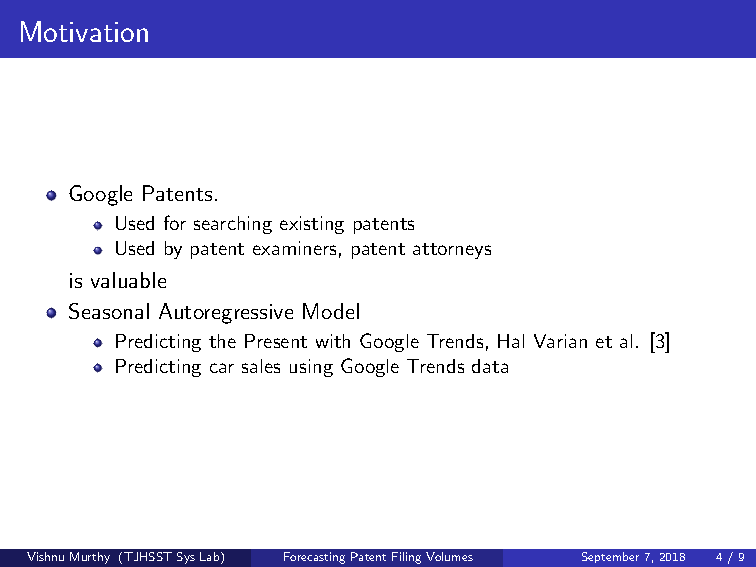 Motivation
Google Patents.
Used for searching existing patents
Used by patent examiners, patent attorneys
is valuable
Seasonal Autoregressive Model
Predicting the Present with Google Trends, Hal Varian et al. [3]
Predicting car sales using Google Trends data
Vishnu Murthy (TJHSST Sys Lab) Forecasting Patent Filing Volumes September 7, 2018 4 / 9